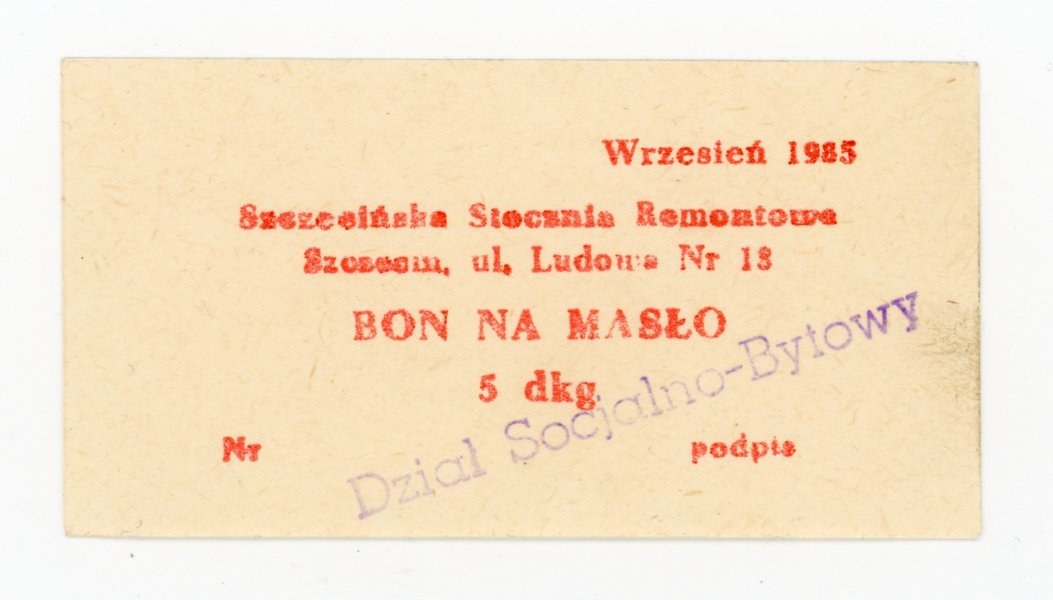 Wrzesień 1985
Szczecińska Stocznia Remontowa
Szczecin, ul. Ludowa Nr 13
BON NA MASŁO
5 dkg
Nr podpis
Dział Socjalno-Bytowy